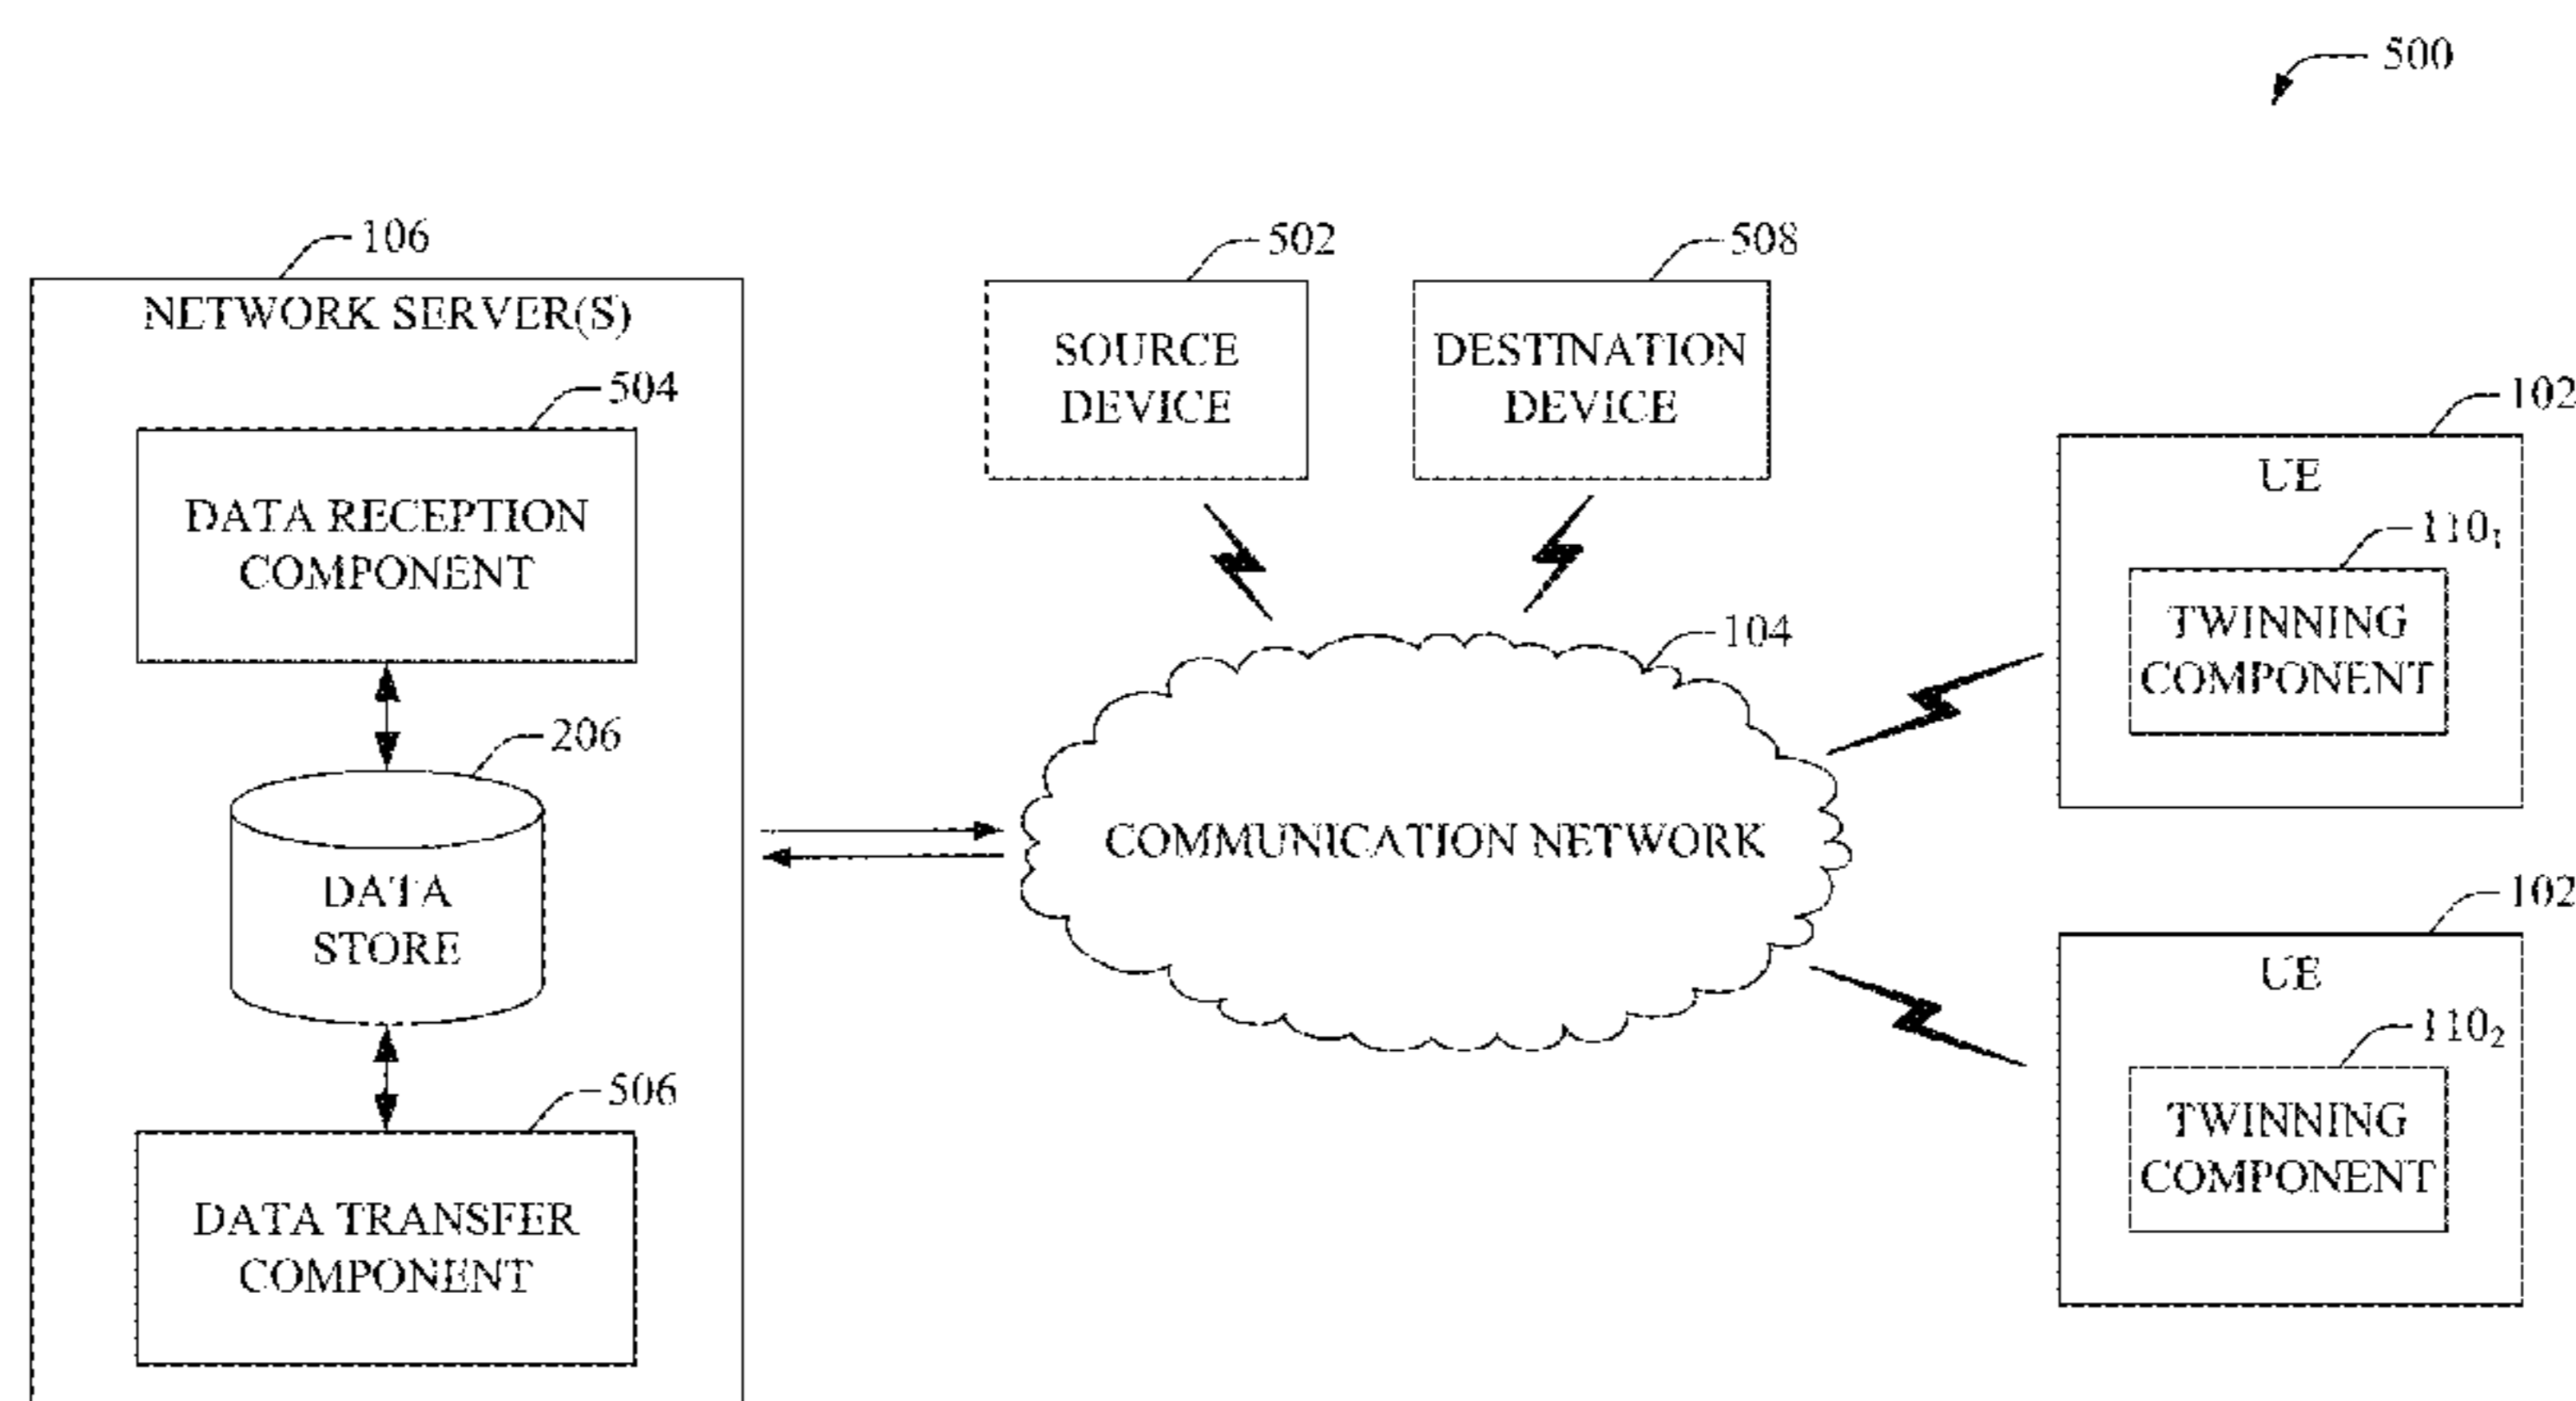 500
106
NETWORK SERVER(S)
504
DATA RECEPTION
COMPONENT
206
DATA
STORE
506
DATA TRANSFER
COMPONENT
502
SOURCE
DEVICE
508
DESTINATION
DEVICE
104
COMMUNICATION NETWORK
102
UE
110₁
TWINNING
COMPONENT
102
UE
110₂
TWINNING
COMPONENT